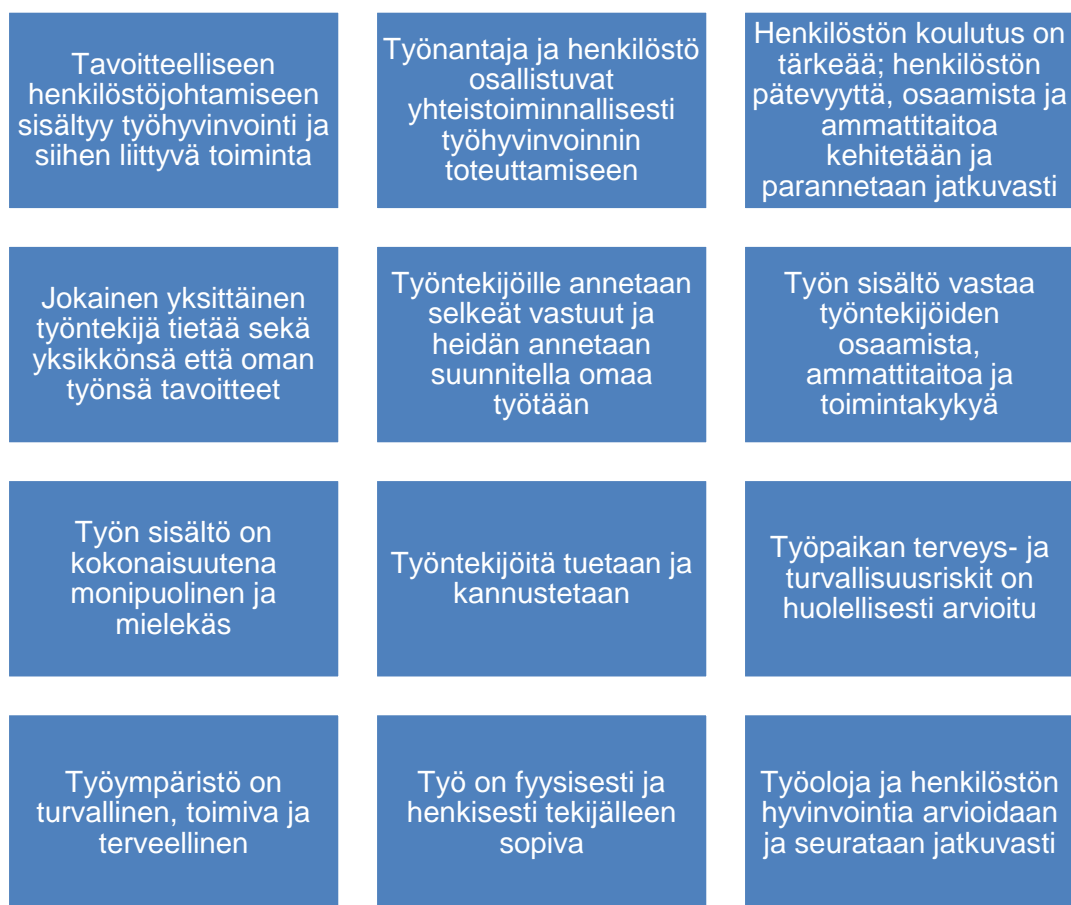 Tavoitteelliseen
henkilöstöjohtamiseen
sisältyy työhyvinvointi ja
siihen liittyvä toiminta
Työnantaja ja henkilöstö
osallistuvat
yhteistoiminnallisesti
työhyvinvoinnin
toteuttamiseen
Henkilöstön koulutus on
tärkeää; henkilöstön
pätevyyttä, osaamista ja
ammattitaitoa
kehitetään ja
parannetaan jatkuvasti
Jokainen yksittäinen
työntekijä tietää sekä
yksikkönsä että oman
työnsä tavoitteet
Työntekijöille annetaan
selkeät vastuut ja
heidän annetaan
suunnitella omaa
työtään
Työn sisältö vastaa
työntekijöiden
osaamista,
ammattitaitoa ja
toimintakykyä
Työn sisältö on
kokonaisuutena
monipuolinen ja
mielekäs
Työntekijöitä tuetaan ja
kannustetaan
Työpaikan terveys- ja
turvallisuusriskit on
huolellisesti arvioitu
Työympäristö on
turvallinen, toimiva ja
terveellinen
Työ on fyysisesti ja
henkisesti tekijälleen
sopiva
Työoloja ja henkilöstön
hyvinvointia arvioidaan
ja seurataan jatkuvasti